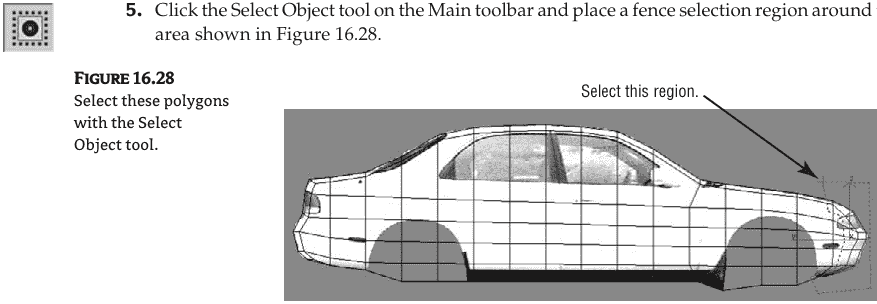 5. Click the Select Object tool on the Main toolbar and place a fence selection region around
area shown in Figure 16.28.
FIGURE 16.28
Select these polygons
with the Select
Object tool.
Select this region.